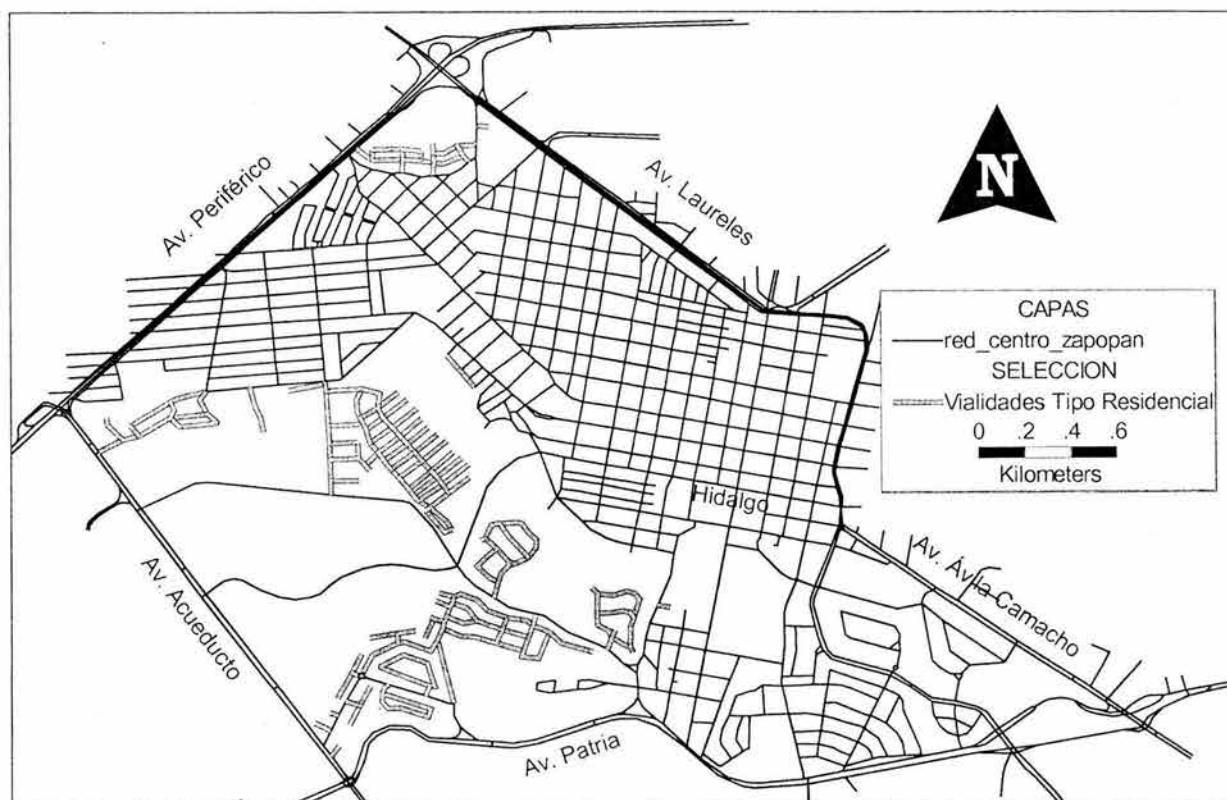 Av. Periférico
Av. Laureles
N
CAPAS
red_centro_zapopan
SELECCION
Vialidades Tipo Residencial
0 .2 .4 .6
Kilometers
Hidalgo
Av. Ávila Camacho
Av. Acueducto
Av. Patria